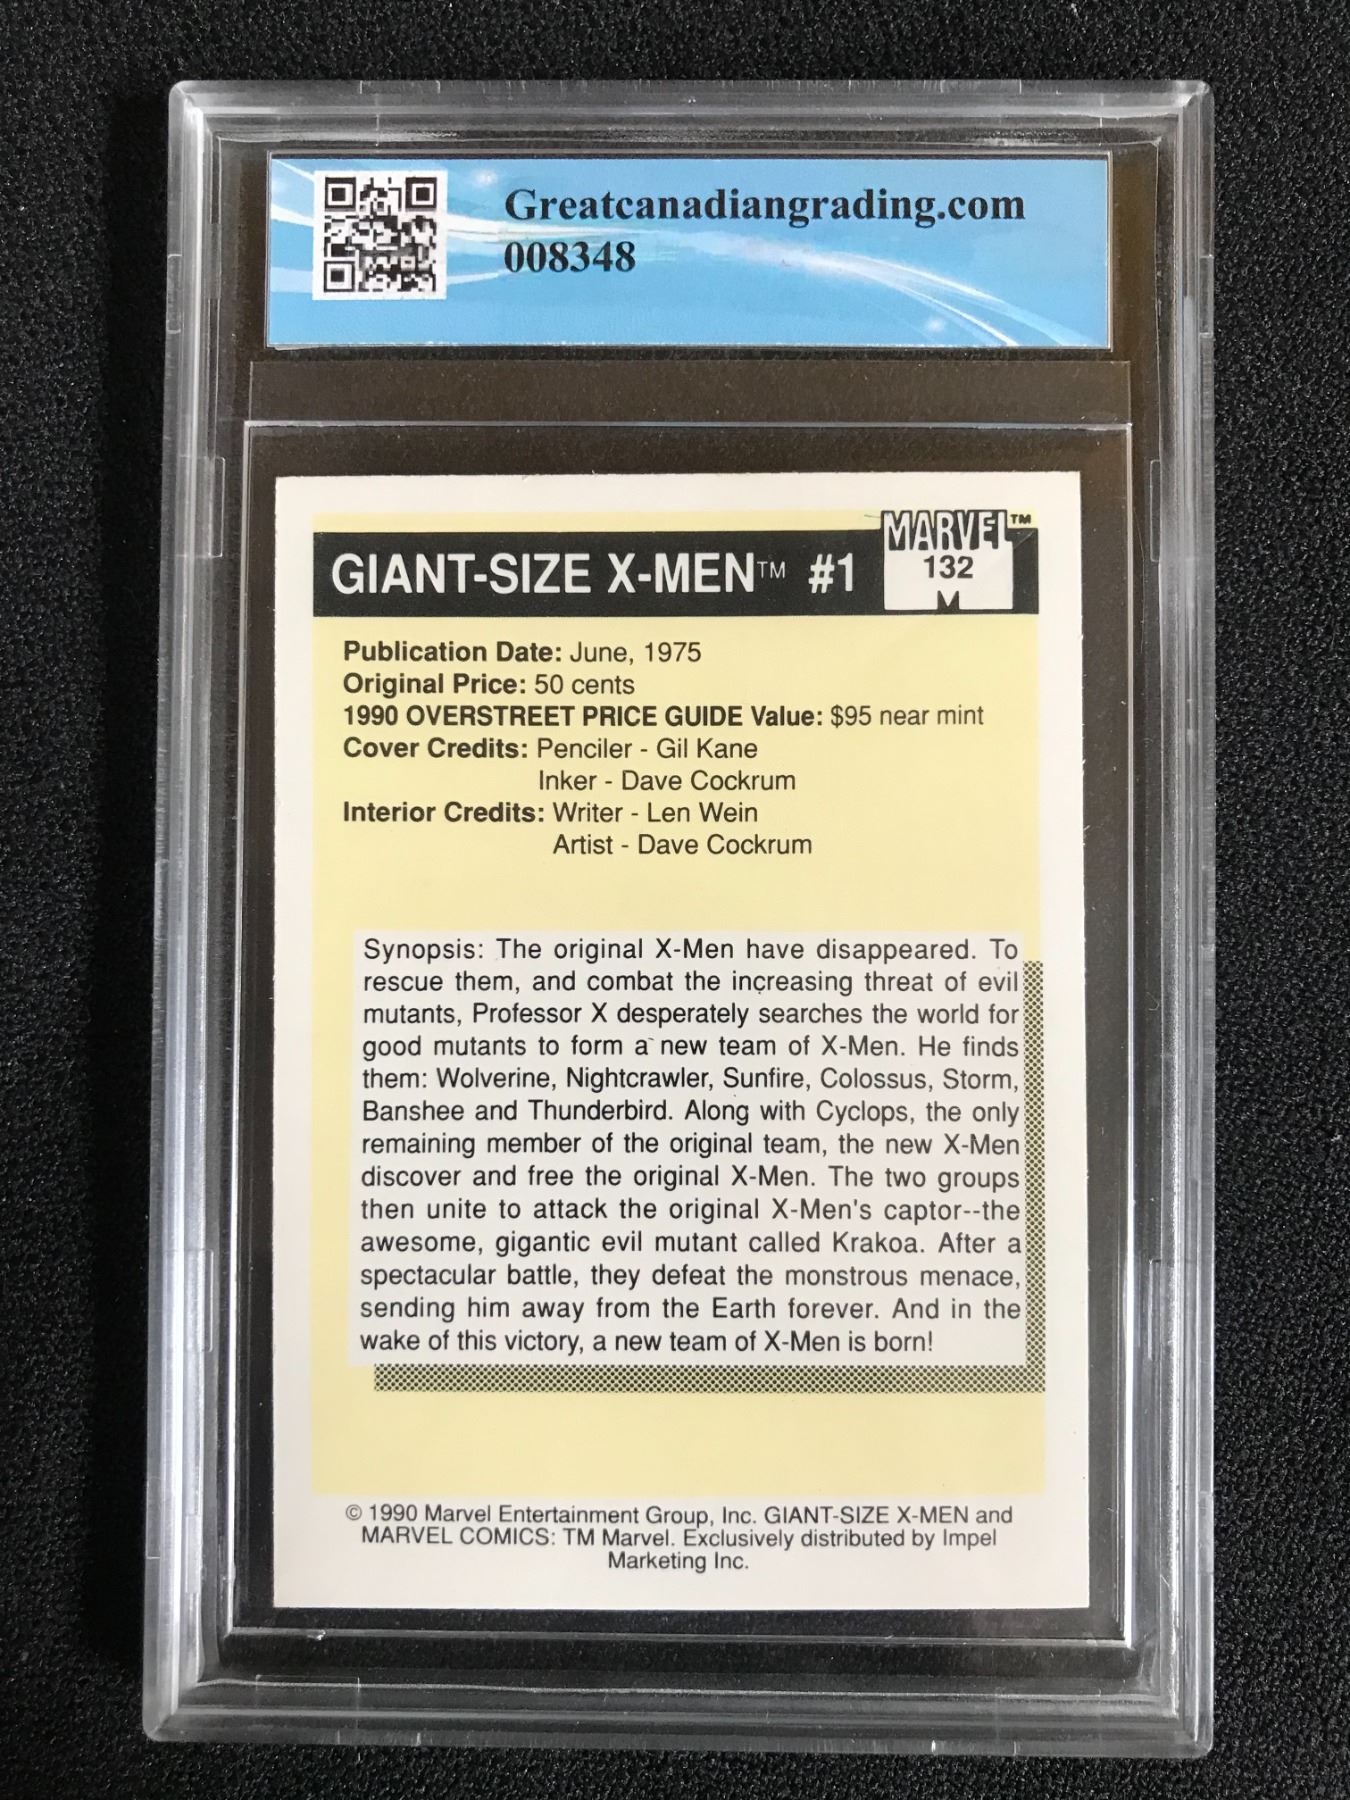 Greatcanadiangrading.com
008348
MARVEL™
GIANT-SIZE X-MEN™ #1
132
Publication Date: June, 1975
Original Price: 50 cents
1990 OVERSTREET PRICE GUIDE Value: $95 near mint
Cover Credits: Penciler - Gil Kane
Inker - Dave Cockrum
Interior Credits: Writer - Len Wein
Artist - Dave Cockrum
Synopsis: The original X-Men have disappeared. To
rescue them, and combat the increasing threat of evil
mutants, Professor X desperately searches the world for
good mutants to form a new team of X-Men. He finds
them: Wolverine, Nightcrawler, Sunfire, Colossus, Storm,
Banshee and Thunderbird. Along with Cyclops, the only
remaining member of the original team, the new X-Men
discover and free the original X-Men. The two groups
then unite to attack the original X-Men's captor--the
awesome, gigantic evil mutant called Krakoa. After a
spectacular battle, they defeat the monstrous menace,
sending him away from the Earth forever. And in the
wake of this victory, a new team of X-Men is born!
© 1990 Marvel Entertainment Group, Inc. GIANT-SIZE X-MEN and
MARVEL COMICS: TM Marvel. Exclusively distributed by Impel
Marketing Inc.